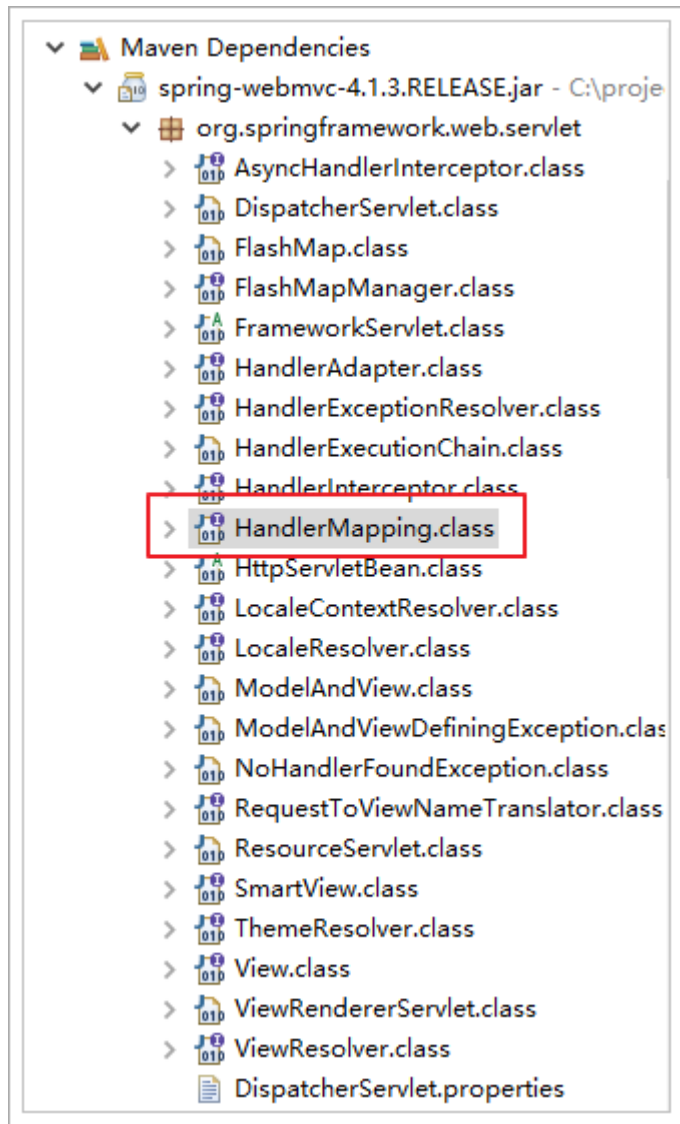 Maven Dependencies
spring-webmvc-4.1.3.RELEASE.jar - C:\proje
org.springframework.web.servlet
AsyncHandlerInterceptor.class
DispatcherServlet.class
FlashMap.class
FlashMapManager.class
FrameworkServlet.class
HandlerAdapter.class
HandlerExceptionResolver.class
HandlerExecutionChain.class
HandlerInterceptor.class
HandlerMapping.class
HttpServletBean.class
LocaleContextResolver.class
LocaleResolver.class
ModelAndView.class
ModelAndViewDefiningException.clas
NoHandlerFoundException.class
RequestToViewNameTranslator.class
ResourceServlet.class
SmartView.class
ThemeResolver.class
View.class
ViewRendererServlet.class
ViewResolver.class
DispatcherServlet.properties